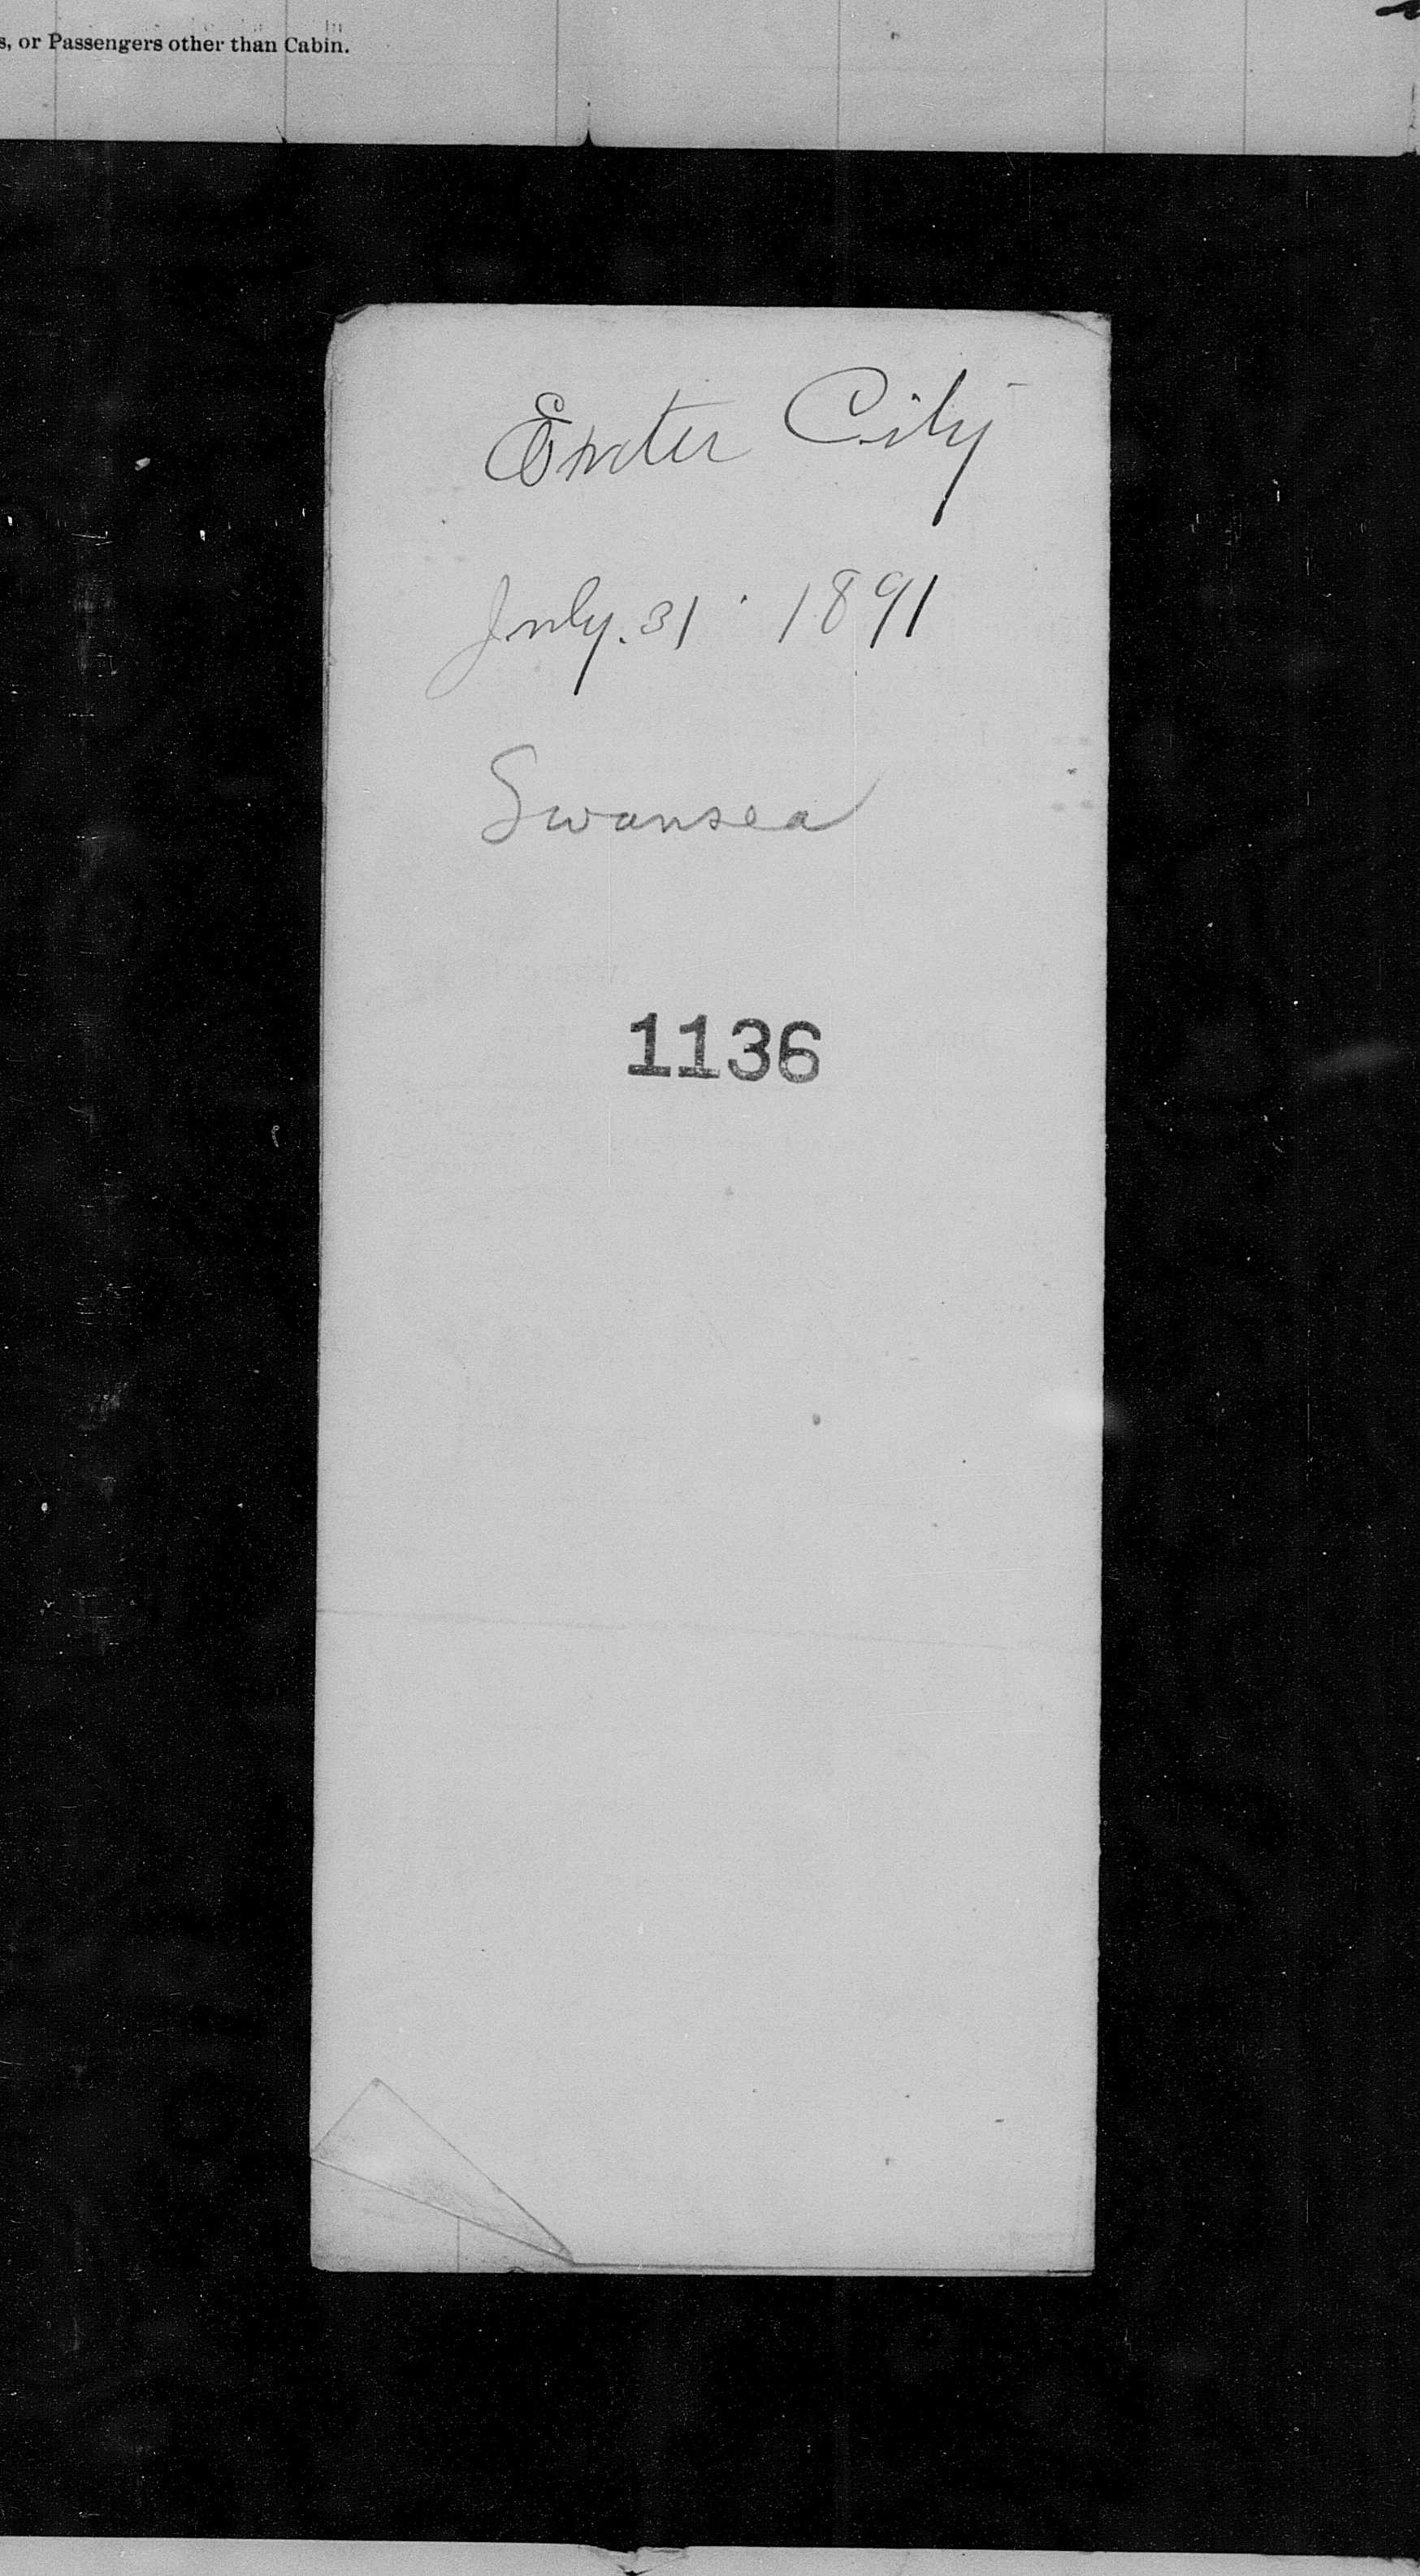 s, or Passengers other than Cabin.
Exeter City
July. 31 1891
Swansea
1136